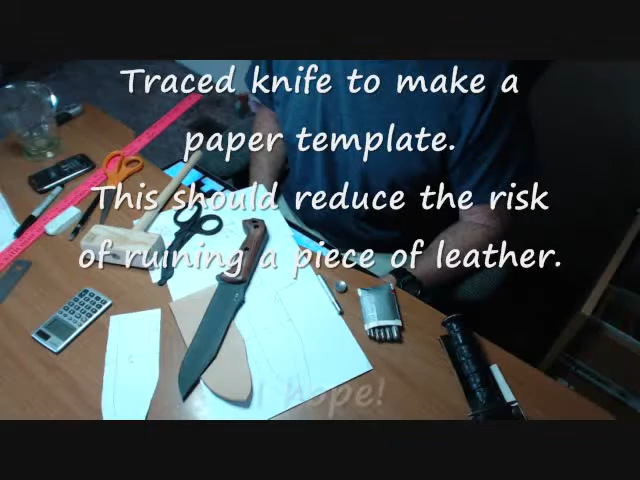 Traced knife to make a
paper template.
This should reduce the risk
of ruining a piece of leather.
I hope!